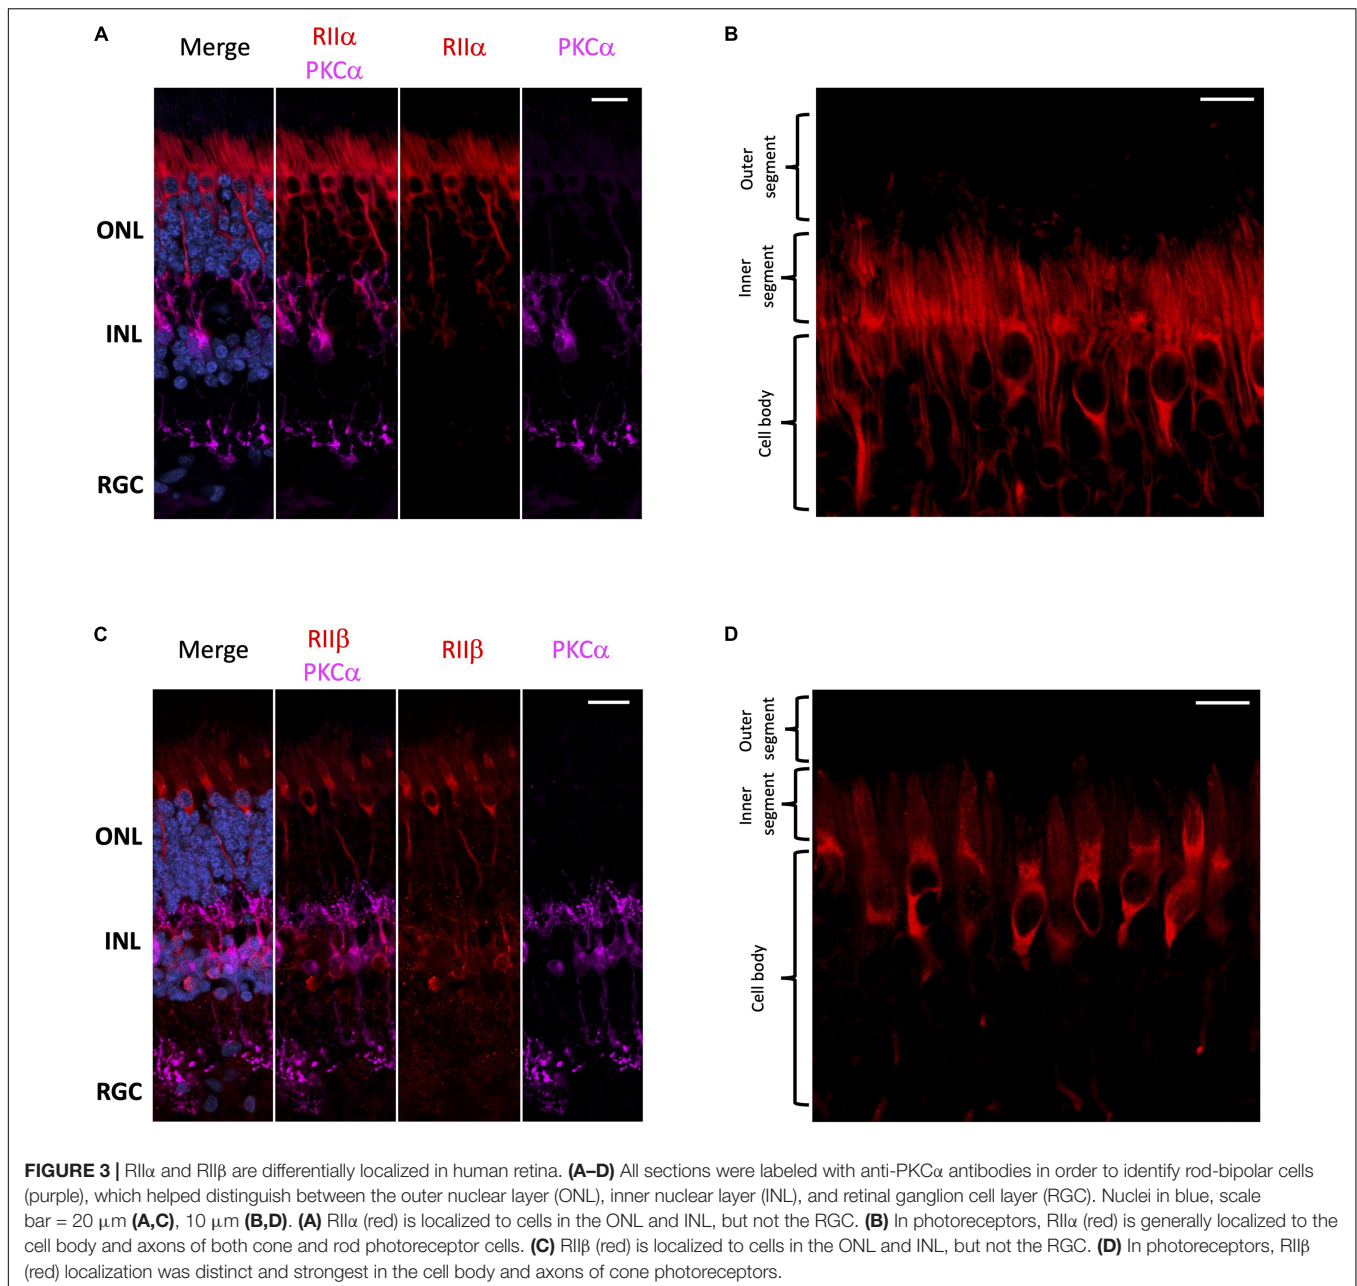 A
Merge
RIIα
PKCα
RIIα
PKCα
ONL
INL
RGC
B
Outer
segment
Inner
segment
Cell body
C
Merge
RIIβ
PKCα
RIIβ
PKCα
ONL
INL
RGC
D
Outer
segment
Inner
segment
Cell body
FIGURE 3 | RIIα and RIIβ are differentially localized in human retina. (A–D) All sections were labeled with anti-PKCα antibodies in order to identify rod-bipolar cells
(purple), which helped distinguish between the outer nuclear layer (ONL), inner nuclear layer (INL), and retinal ganglion cell layer (RGC). Nuclei in blue, scale
bar = 20 μm (A,C), 10 μm (B,D). (A) RIIα (red) is localized to cells in the ONL and INL, but not the RGC. (B) In photoreceptors, RIIα (red) is generally localized to the
cell body and axons of both cone and rod photoreceptor cells. (C) RIIβ (red) is localized to cells in the ONL and INL, but not the RGC. (D) In photoreceptors, RIIβ
(red) localization was distinct and strongest in the cell body and axons of cone photoreceptors.